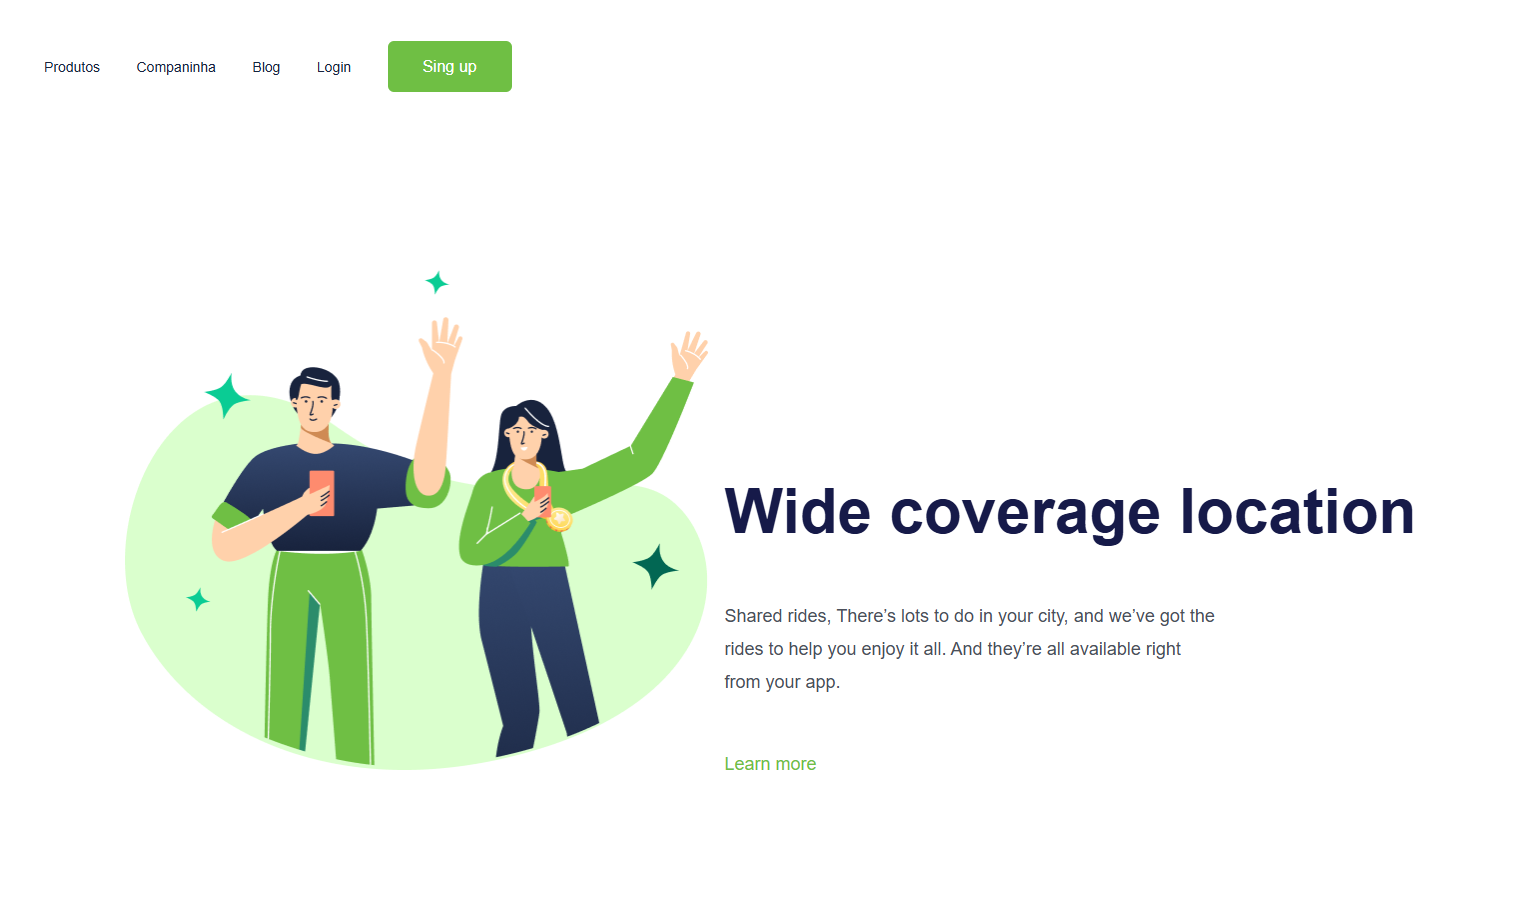 Produtos Companinha Blog Login Sing up
Wide coverage location
Shared rides, There’s lots to do in your city, and we’ve got the
rides to help you enjoy it all. And they’re all available right
from your app.
Learn more